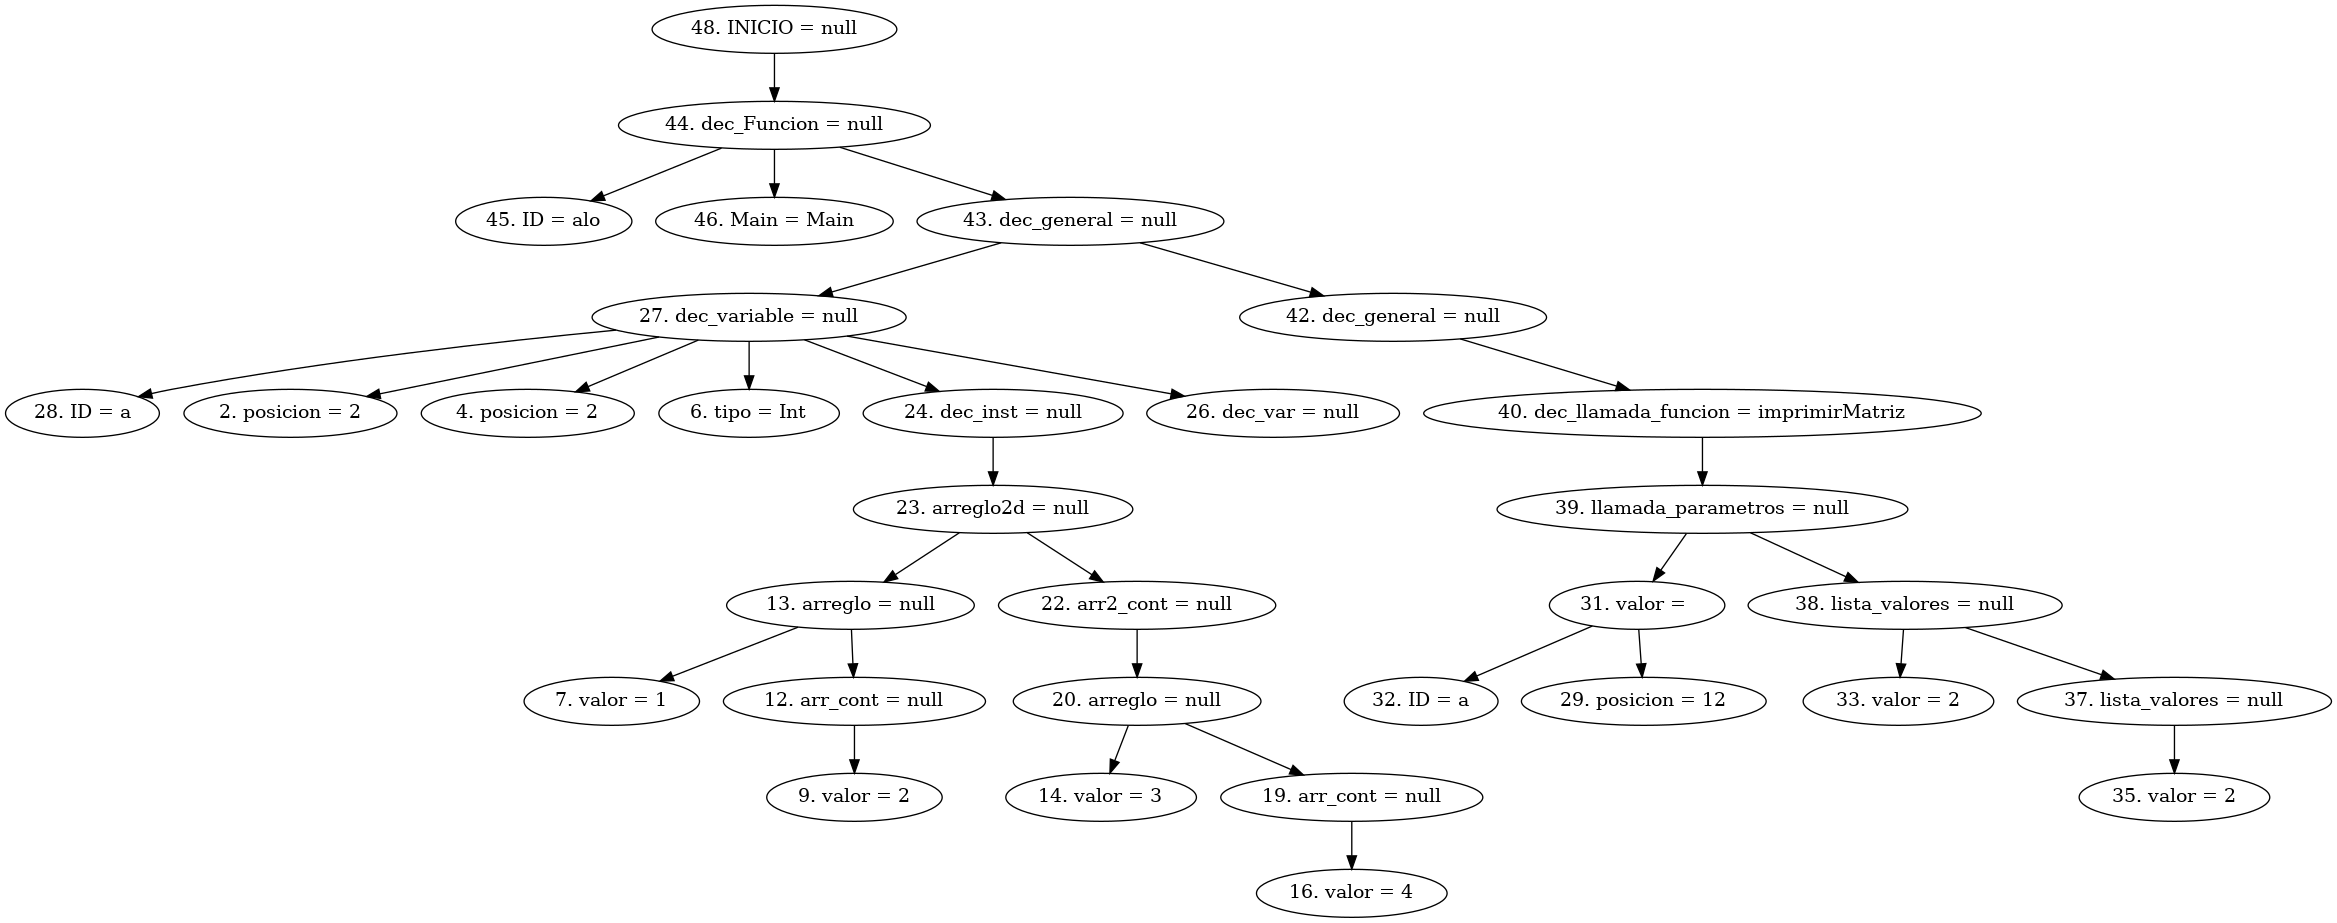 48. INICIO = null
44. dec_Funcion = null
45. ID = alo
46. Main = Main
43. dec_general = null
27. dec_variable = null
42. dec_general = null
28. ID = a
2. posicion = 2
4. posicion = 2
6. tipo = Int
24. dec_inst = null
26. dec_var = null
40. dec_llamada_funcion = imprimirMatriz
23. arreglo2d = null
39. llamada_parametros = null
13. arreglo = null
22. arr2_cont = null
31. valor =
38. lista_valores = null
7. valor = 1
12. arr_cont = null
20. arreglo = null
32. ID = a
29. posicion = 12
33. valor = 2
37. lista_valores = null
9. valor = 2
14. valor = 3
19. arr_cont = null
35. valor = 2
16. valor = 4